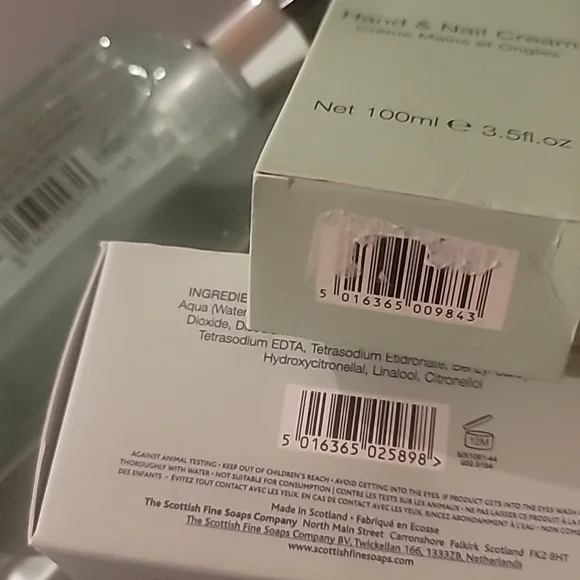 Hand & Nail Cream
Crème Mains et Ongles
Net 100ml e 3.5fl.oz
5 016365 009843
INGREDIE
Aqua (Water
Dioxide,
Tetrasodium EDTA, Tetrasodium Etidronate,
Hydroxycitronellal, Linalool, Citronellol
5 016365 025898 >
12M
AGAINST ANIMAL TESTING • KEEP OUT OF CHILDREN'S REACH • AVOID GETTING INTO THE EYES. IF PRODUCT GETS INTO THE EYES WASH
THOROUGHLY WITH WATER • NOT SUITABLE FOR CONSUMPTION | CONTRE LES TESTS SUR LES ANIMAUX • NE PAS LAISSER CE PRODUIT À LA
DES ENFANTS • ÉVITEZ TOUT CONTACT AVEC LES YEUX. EN CAS DE CONTACT AVEC LES YEUX, RINCEZ ABONDAMMENT À L'EAU • NON
Made in Scotland • Fabriqué en Ecosse
The Scottish Fine Soaps Company North Main Street Carronshore Falkirk Scotland FK2 8HT
The Scottish Fine Soaps Company BV, Twickellan 166, 1333ZB, Netherlands
www.scottishfinesoaps.com